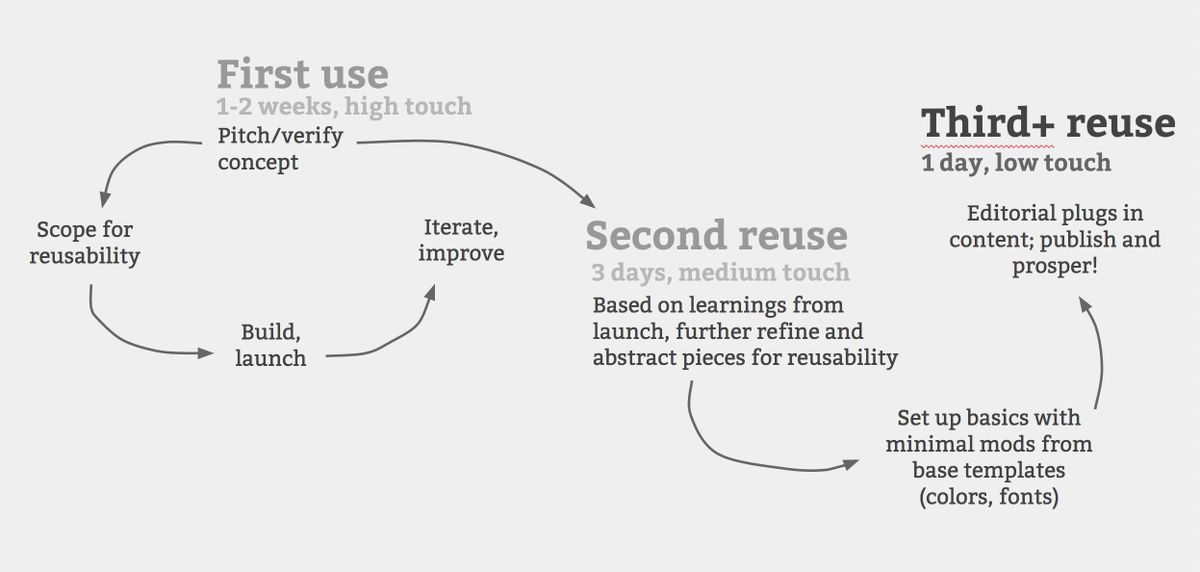 First use
1-2 weeks, high touch
Pitch/verify
concept
Scope for
reusability
Build,
launch
Iterate,
improve
Second reuse
3 days, medium touch
Based on learnings from
launch, further refine and
abstract pieces for reusability
Set up basics with
minimal mods from
base templates
(colors, fonts)
Third+ reuse
1 day, low touch
Editorial plugs in
content; publish and
prosper!